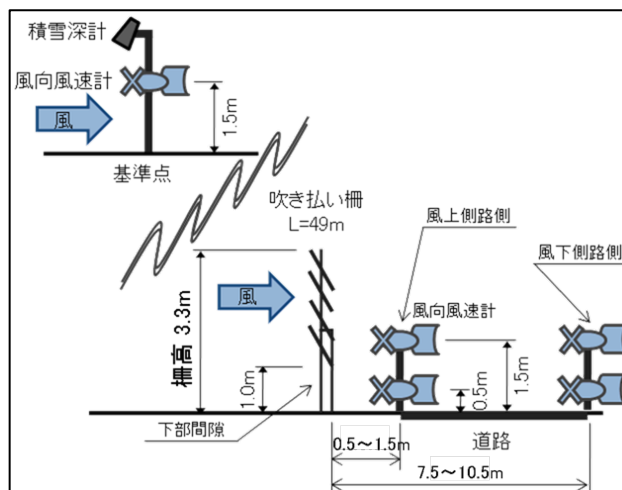 積雪深計
風向風速計
風
1.5m
基準点
吹き払い柵
L=49m
風上側路側
風下側路側
風
風向風速計
柵高 3.3m
1.0m
0.5m
1.5m
下部間隙
0.5～1.5m
道路
7.5～10.5m